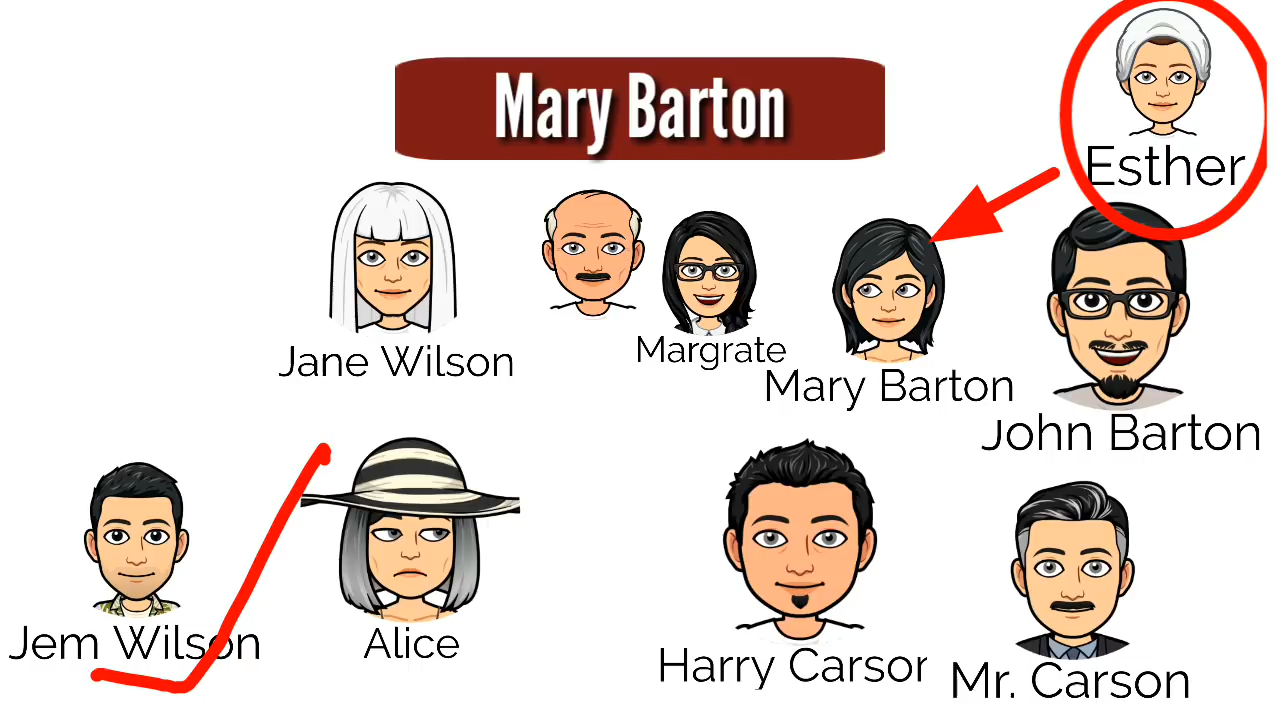 Mary Barton
Esther
Jane Wilson
Margrate
Mary Barton
John Barton
Jem Wilson
Alice
Harry Carsor
Mr. Carson